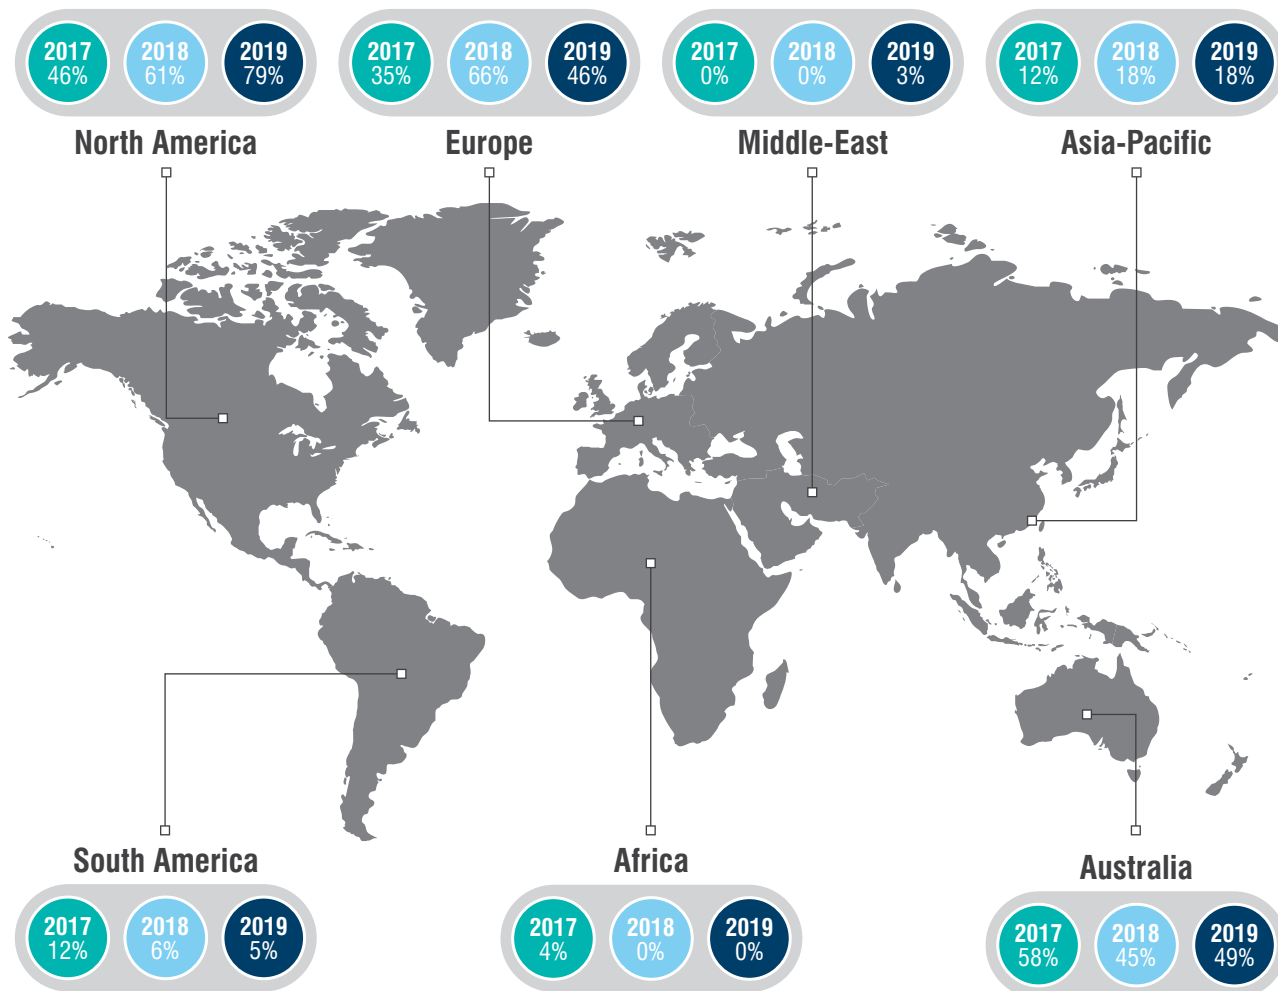 2017 2018 2019 2017 2018 2019 2017 2018 2019 2017 2018 2019
46% 61% 79% 35% 66% 46% 0% 0% 3% 12% 18% 18%
North America Europe Middle-East Asia-Pacific
South America Africa Australia
2017 2018 2019 2017 2018 2019 2017 2018 2019
12% 6% 5% 4% 0% 0% 58% 45% 49%